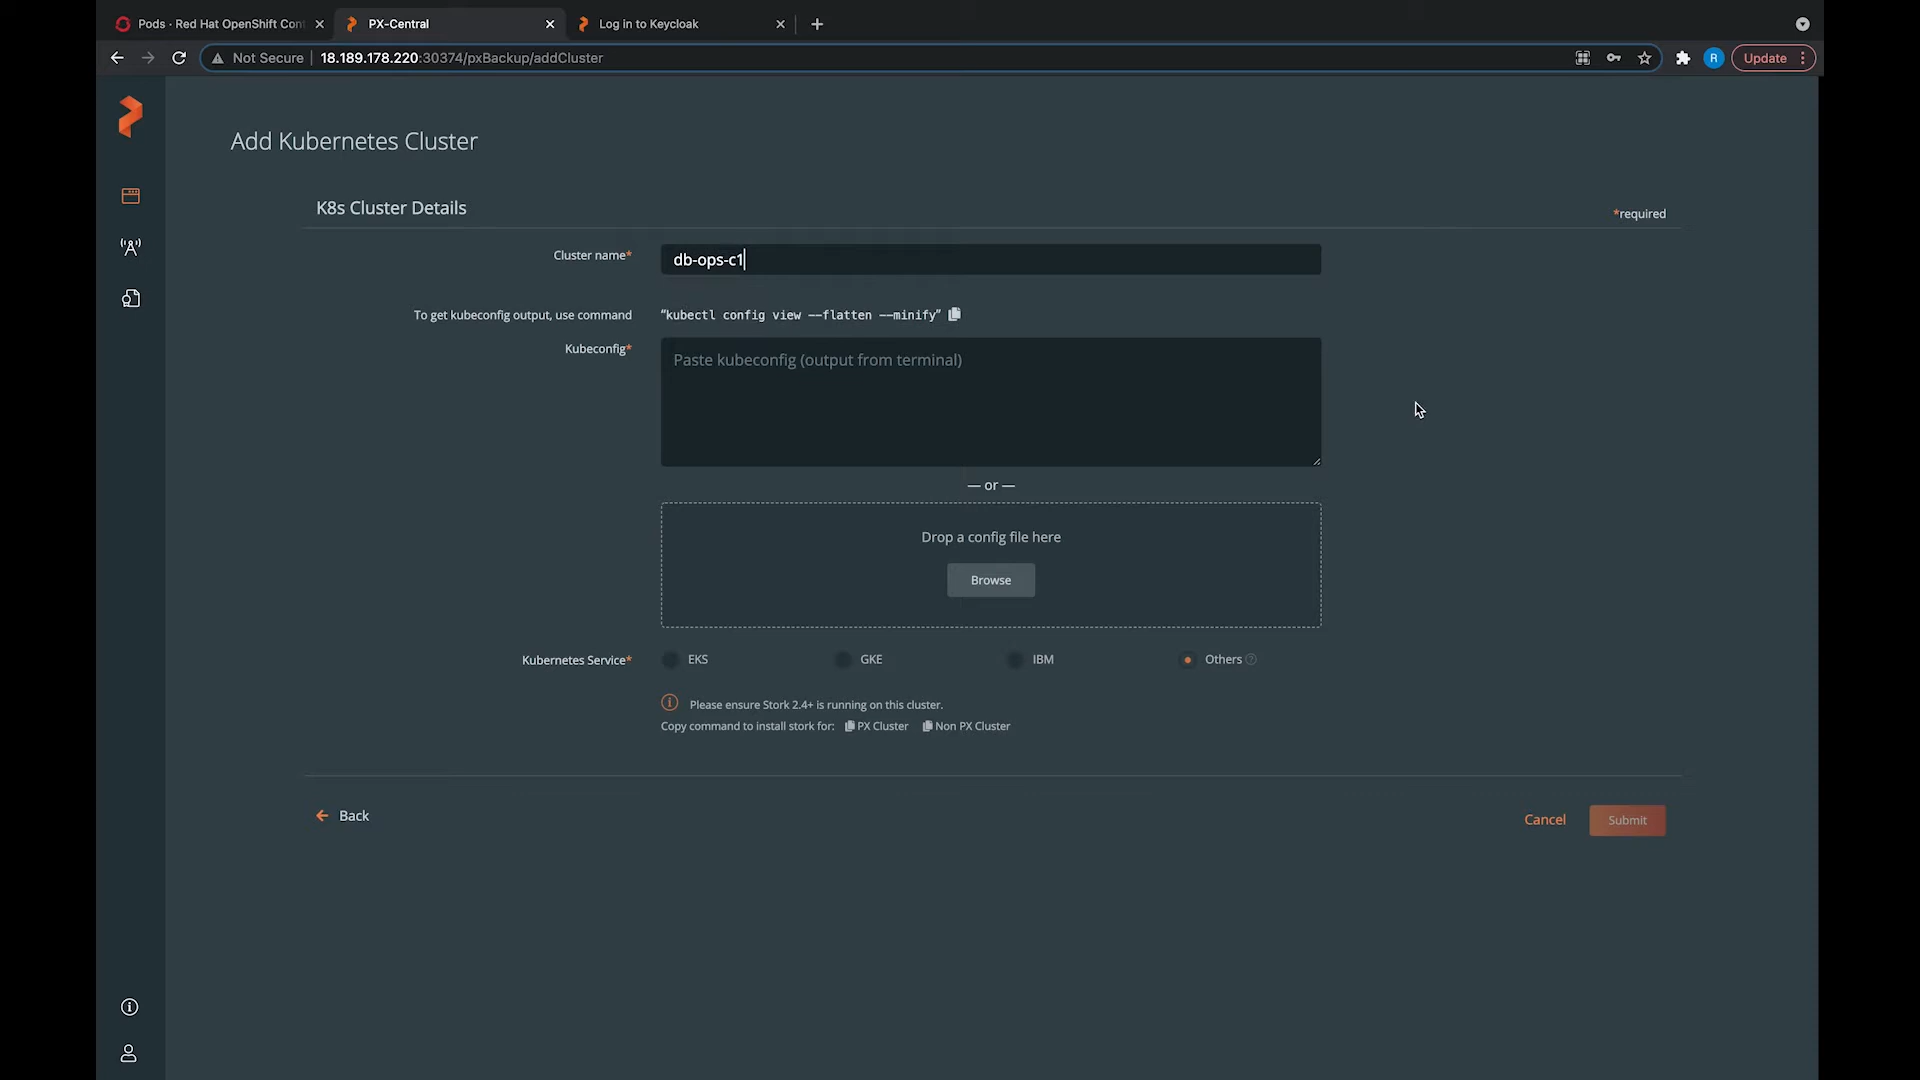 Pods · Red Hat OpenShift Con
PX-Central
Log in to Keycloak
Not Secure
18.189.178.220:30374/pxBackup/addCluster
R
Update
Add Kubernetes Cluster
K8s Cluster Details
*required
Cluster name*
db-ops-c1
To get kubeconfig output, use command
“kubectl config view --flatten --minify”
Kubeconfig*
Paste kubeconfig (output from terminal)
— or —
Drop a config file here
Browse
Kubernetes Service*
EKS
GKE
IBM
Others
Please ensure Stork 2.4+ is running on this cluster.
Copy command to install stork for: PX Cluster Non PX Cluster
Back
Cancel
Submit